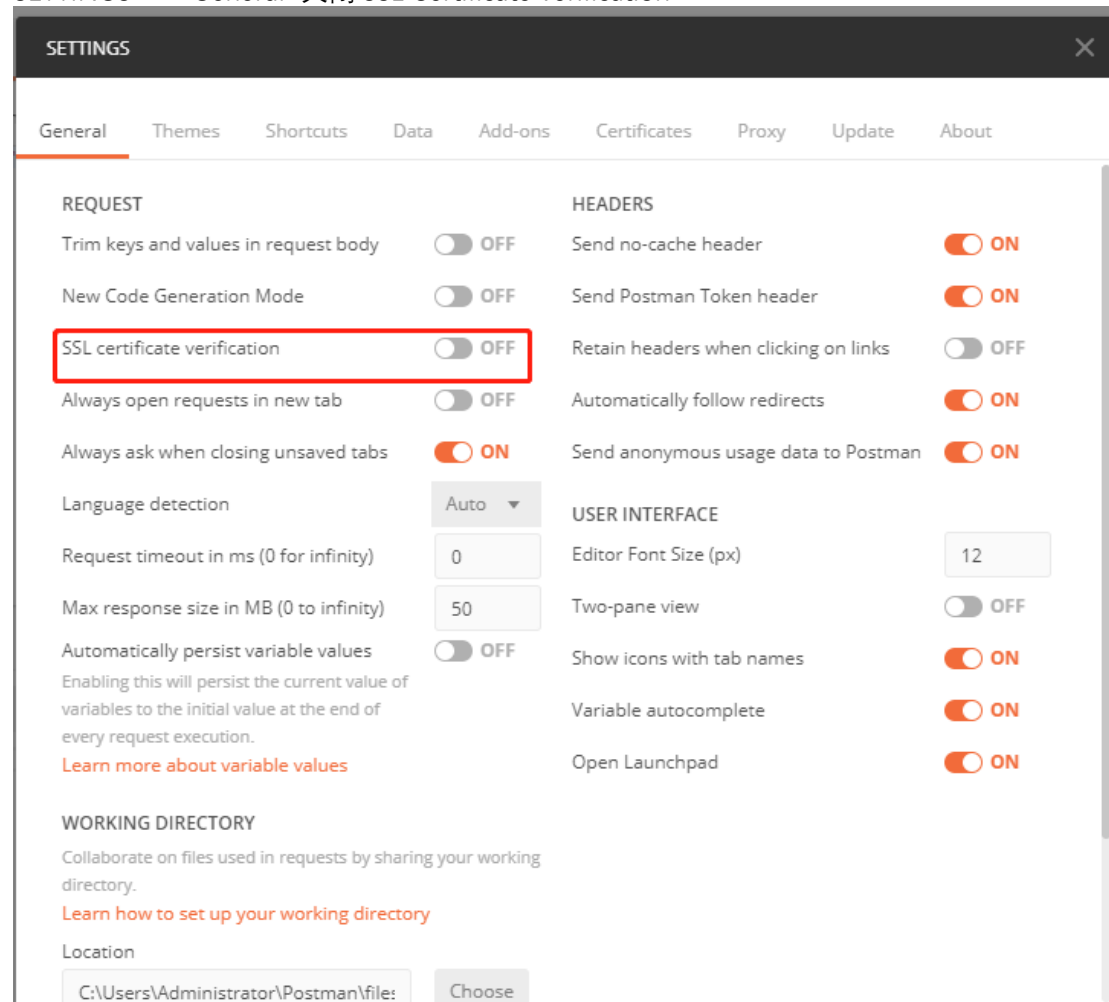 SETTINGS
General Themes Shortcuts Data Add-ons Certificates Proxy Update About
REQUEST
Trim keys and values in request body OFF
New Code Generation Mode OFF
SSL certificate verification OFF
Always open requests in new tab OFF
Always ask when closing unsaved tabs ON
Language detection Auto
Request timeout in ms (0 for infinity) 0
Max response size in MB (0 to infinity) 50
Automatically persist variable values OFF
Enabling this will persist the current value of
variables to the initial value at the end of
every request execution.
Learn more about variable values
WORKING DIRECTORY
Collaborate on files used in requests by sharing your working
directory.
Learn how to set up your working directory
Location
C:\Users\Administrator\Postman\files Choose
HEADERS
Send no-cache header ON
Send Postman Token header ON
Retain headers when clicking on links OFF
Automatically follow redirects ON
Send anonymous usage data to Postman ON
USER INTERFACE
Editor Font Size (px) 12
Two-pane view OFF
Show icons with tab names ON
Variable autocomplete ON
Open Launchpad ON